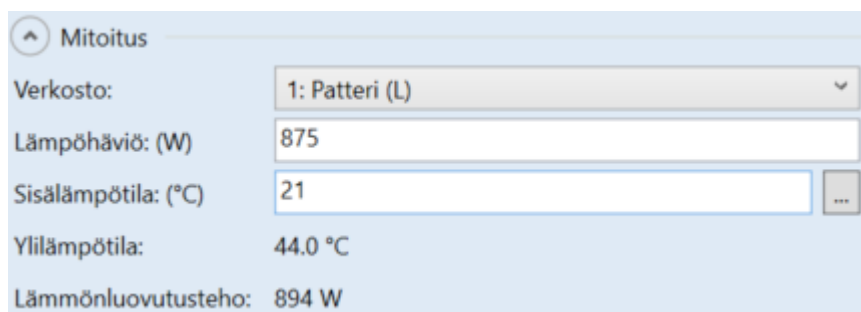 Mitoitus
Verkosto: 1: Patteri (L)
Lämpöhäviö: (W) 875
Sisälämpötila: (°C) 21 ...
Ylilämpötila: 44.0 °C
Lämmönluovutusteho: 894 W